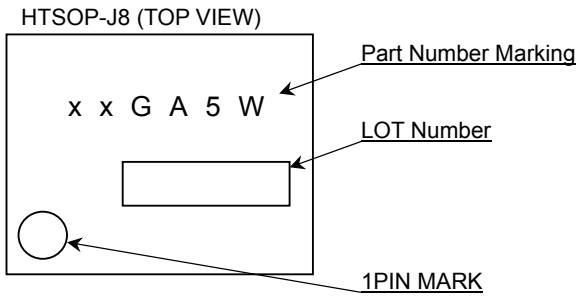 HTSOP-J8 (TOP VIEW)
Part Number Marking
x x G A 5 W
LOT Number
1PIN MARK